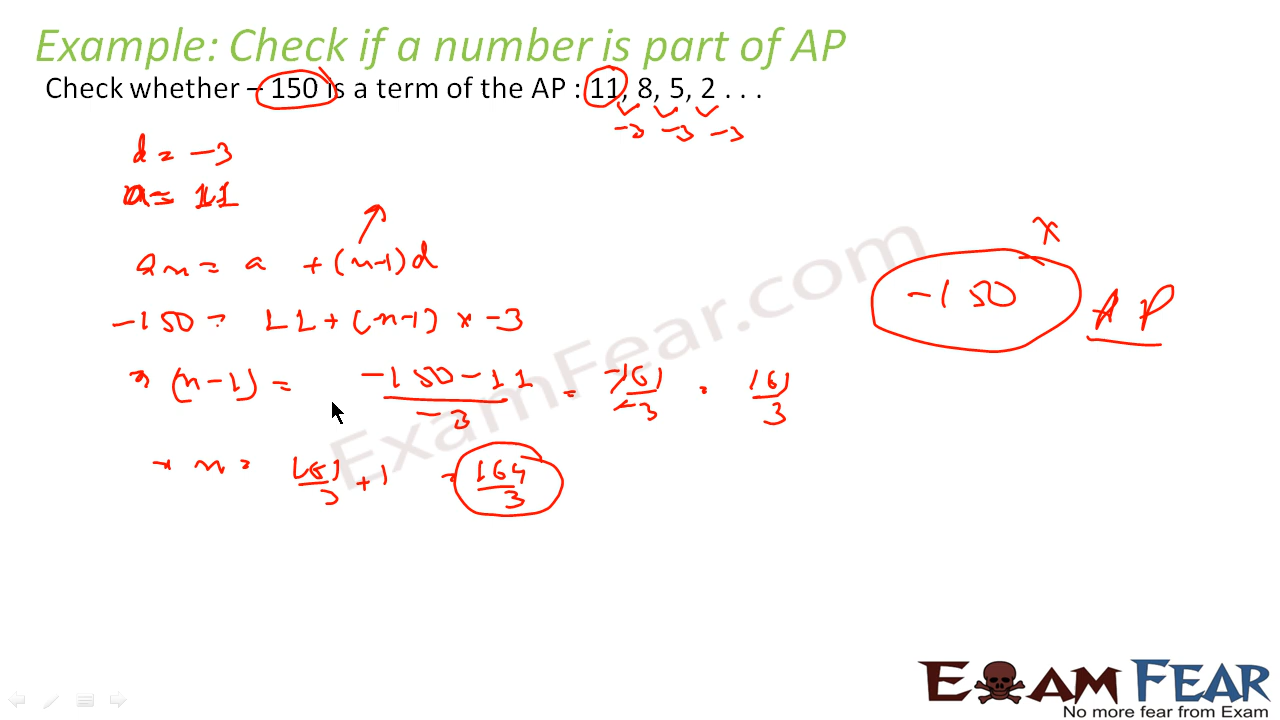 Example: Check if a number is part of AP
Check whether – 150 is a term of the AP : 11, 8, 5, 2 . . .
-3 -3 -3
d = -3
a = 11
an = a + (n-1)d
x
-150
AP
-150 = 11 + (n-1) x -3
(n-1) = -150-11/-3 = -161/-3 = 161/3
n = 161/3 + 1 = 164/3
ExamFear.com
EXAM FEAR
No more fear from Exam